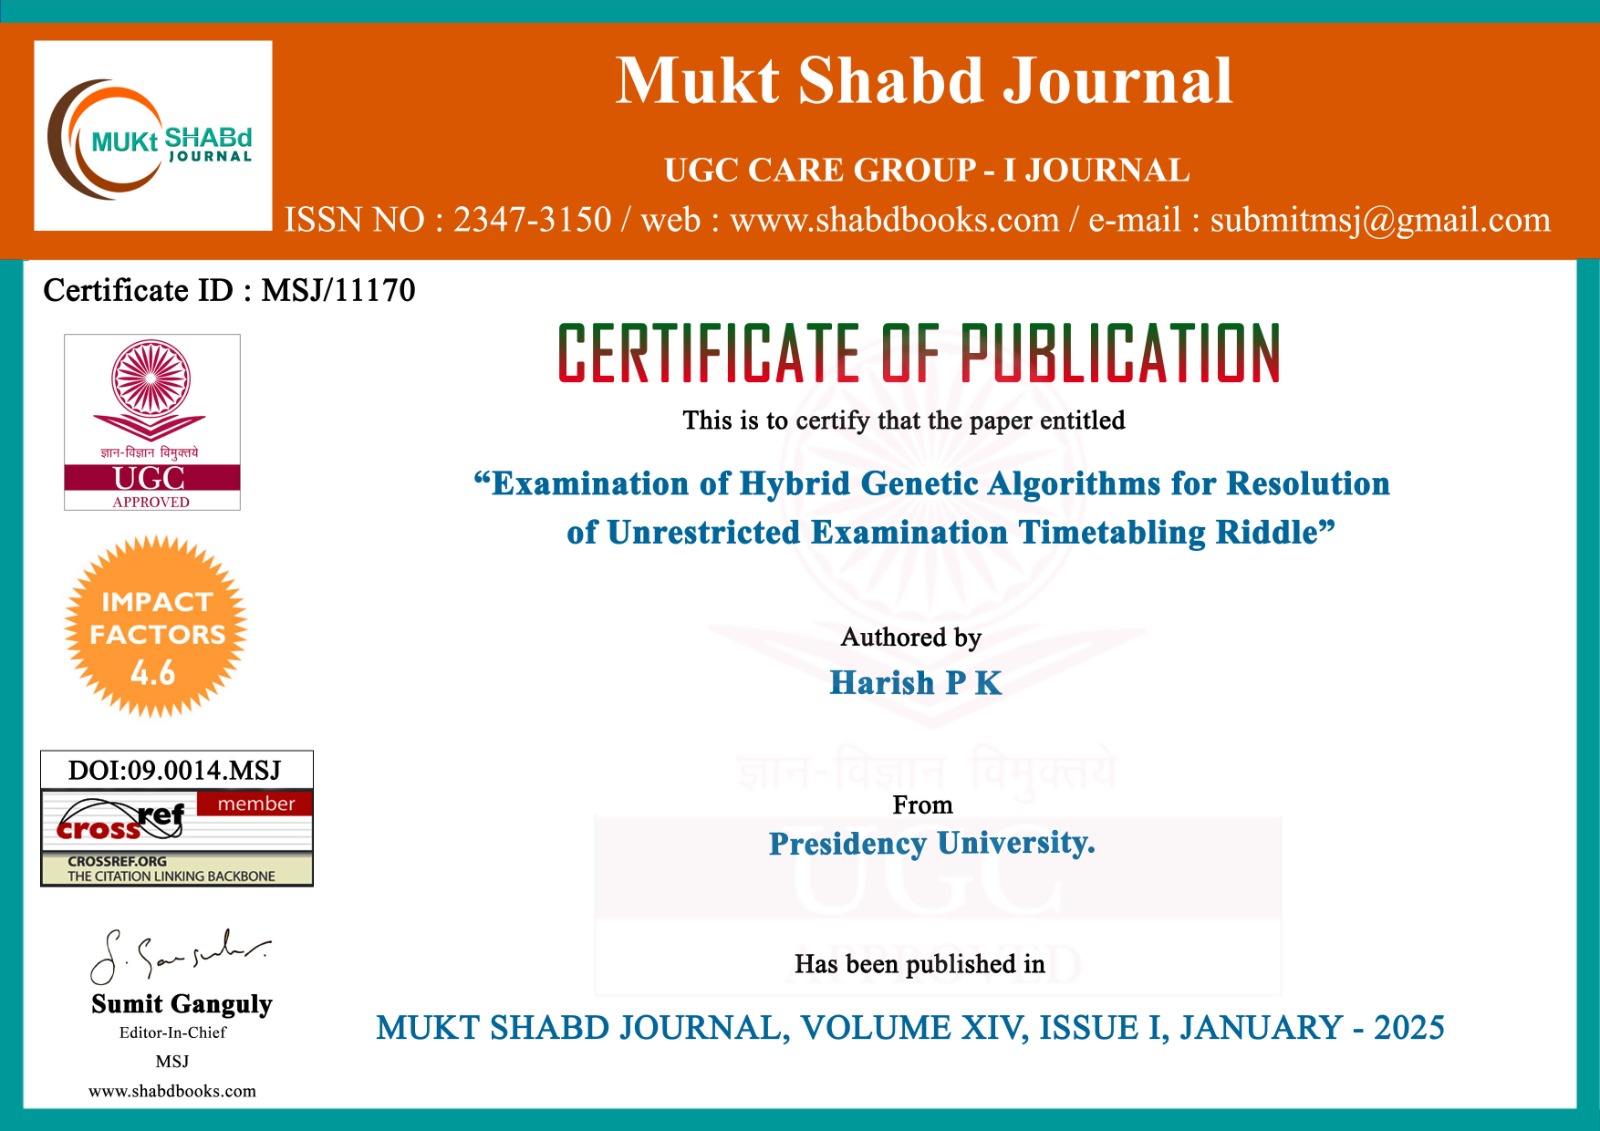 MUKt SHABd
JOURNAL
Mukt Shabd Journal
UGC CARE GROUP - I JOURNAL
ISSN NO : 2347-3150 / web : www.shabdbooks.com / e-mail : submitmsj@gmail.com
Certificate ID : MSJ/11170
ज्ञान-विज्ञान विमुक्तये
UGC
APPROVED
IMPACT
FACTORS
4.6
DOI:09.0014.MSJ
member
crossref
CROSSREF.ORG
THE CITATION LINKING BACKBONE
S. Ganguly
Sumit Ganguly
Editor-In-Chief
MSJ
www.shabdbooks.com
CERTIFICATE OF PUBLICATION
This is to certify that the paper entitled
“Examination of Hybrid Genetic Algorithms for Resolution
of Unrestricted Examination Timetabling Riddle”
Authored by
Harish P K
ज्ञान-विज्ञान विमुक्तये
From
Presidency University.
UGC
APPROVED
Has been published in
MUKT SHABD JOURNAL, VOLUME XIV, ISSUE I, JANUARY - 2025